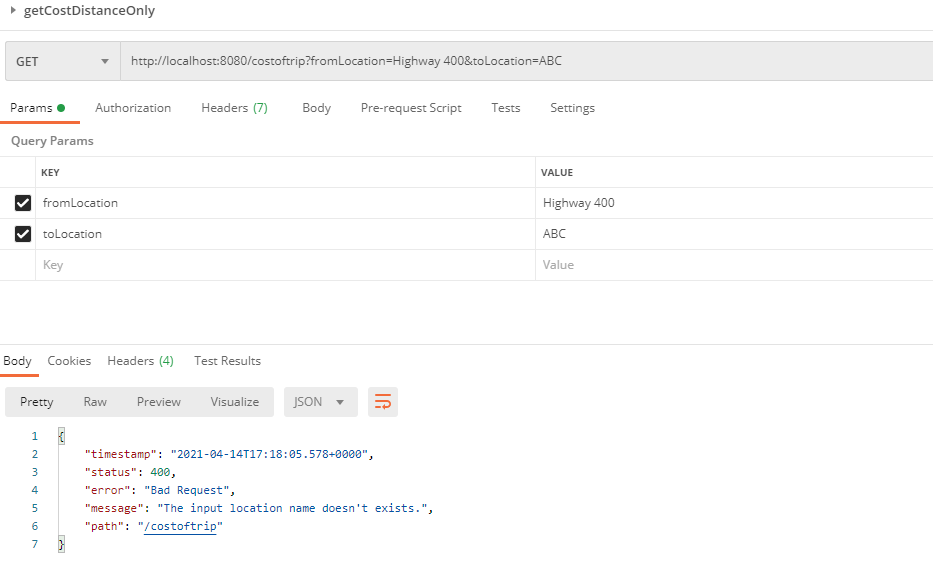 getCostDistanceOnly
GET http://localhost:8080/costoftrip?fromLocation=Highway 400&toLocation=ABC
Params Authorization Headers (7) Body Pre-request Script Tests Settings
Query Params
KEY VALUE
fromLocation Highway 400
toLocation ABC
Key Value
Body Cookies Headers (4) Test Results
Pretty Raw Preview Visualize JSON
1 {
2 "timestamp": "2021-04-14T17:18:05.578+0000",
3 "status": 400,
4 "error": "Bad Request",
5 "message": "The input location name doesn't exists.",
6 "path": "/costoftrip"
7 }